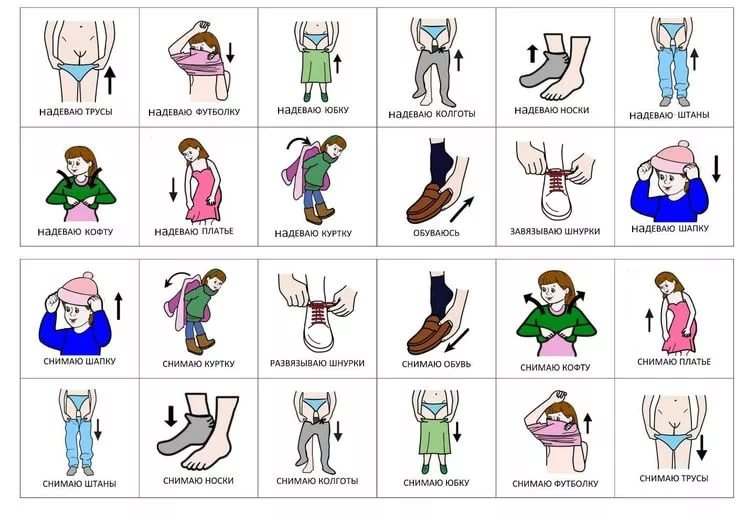 наДЕВАЮ ТРУСЫ
наДЕВАЮ ФУТБОЛКУ
наДЕВАЮ ЮБКУ
наДЕВАЮ КОЛГОТЫ
наДЕВАЮ НОСКИ
наДЕВАЮ ШТАНЫ
наДЕВАЮ КОФТУ
наДЕВАЮ ПЛАТЬЕ
наДЕВАЮ КУРТКУ
ОБУВАЮСЬ
ЗАВЯЗЫВАЮ ШНУРКИ
наДЕВАЮ ШАПКУ
СНИМАЮ ШАПКУ
СНИМАЮ КУРТКУ
РАЗВЯЗЫВАЮ ШНУРКИ
СНИМАЮ ОБУВЬ
СНИМАЮ КОФТУ
СНИМАЮ ПЛАТЬЕ
СНИМАЮ ШТАНЫ
СНИМАЮ НОСКИ
СНИМАЮ КОЛГОТЫ
СНИМАЮ ЮБКУ
СНИМАЮ ФУТБОЛКУ
СНИМАЮ ТРУСЫ